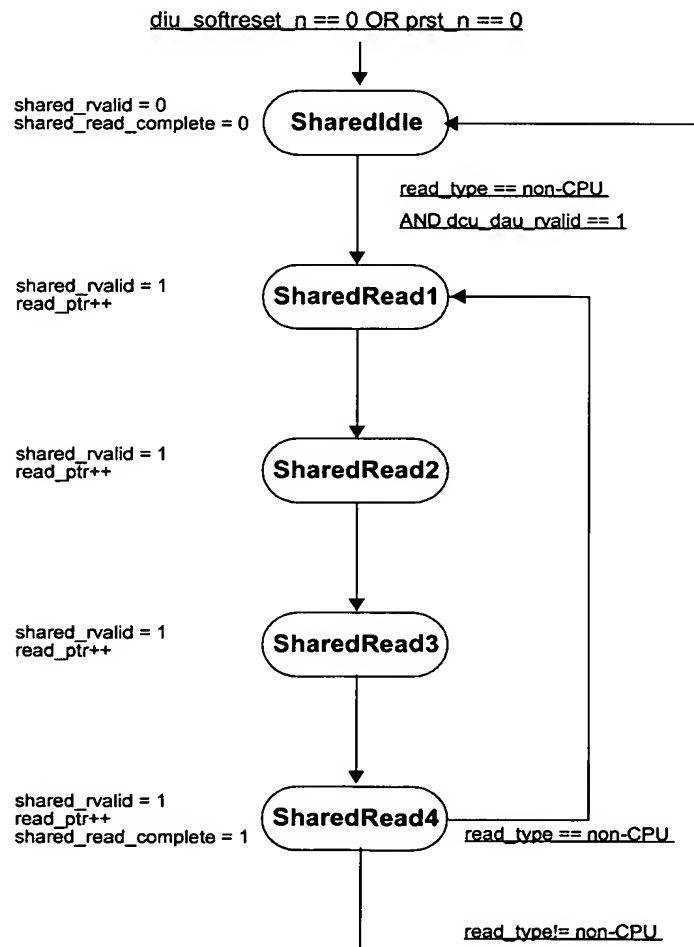 diu_softreset_n == 0 OR prst_n == 0
shared_rvalid = 0
shared_read_complete = 0
SharedIdle
read_type == non-CPU
AND dcu_dau_rvalid == 1
shared_rvalid = 1
read_ptr++
SharedRead1
shared_rvalid = 1
read_ptr++
SharedRead2
shared_rvalid = 1
read_ptr++
SharedRead3
shared_rvalid = 1
read_ptr++
shared_read_complete = 1
SharedRead4
read_type == non-CPU
read_type!= non-CPU